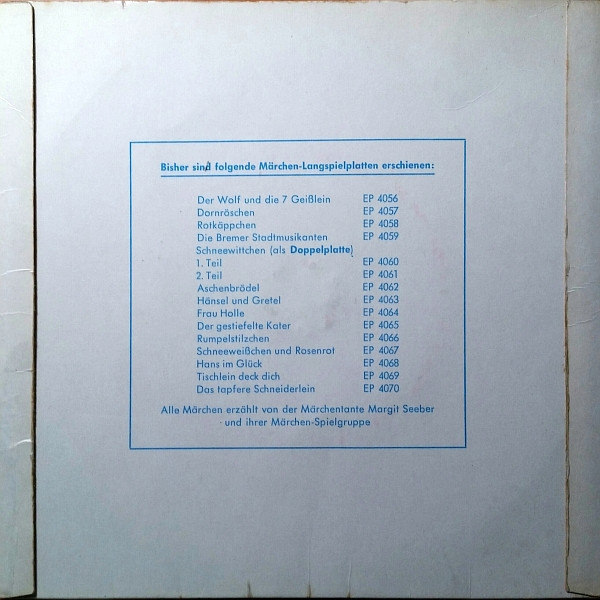 Bisher sind folgende Märchen-Langspielplatten erschienen:
Der Wolf und die 7 Geißlein EP 4056
Dornröschen EP 4057
Rotkäppchen EP 4058
Die Bremer Stadtmusikanten EP 4059
Schneewittchen (als Doppelplatte)
1. Teil EP 4060
2. Teil EP 4061
Aschenbrödel EP 4062
Hänsel und Gretel EP 4063
Frau Holle EP 4064
Der gestiefelte Kater EP 4065
Rumpelstilzchen EP 4066
Schneeweißchen und Rosenrot EP 4067
Hans im Glück EP 4068
Tischlein deck dich EP 4069
Das tapfere Schneiderlein EP 4070
Alle Märchen erzählt von der Märchentante Margit Seeber
und ihrer Märchen-Spielgruppe